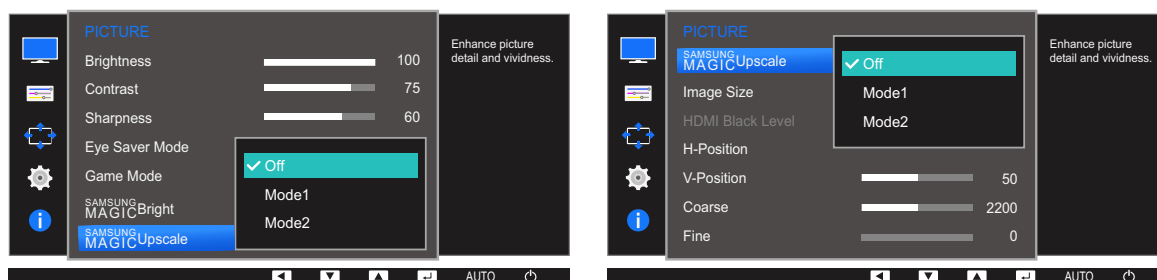 PICTURE
Brightness 100
Contrast 75
Sharpness 60
Eye Saver Mode
Game Mode
SAMSUNG
MAGICBright
SAMSUNG
MAGICUpscale
Off
Mode1
Mode2
Enhance picture
detail and vividness.
i
AUTO
PICTURE
SAMSUNG
MAGICUpscale
Image Size
HDMI Black Level
H-Position
V-Position 50
Coarse 2200
Fine 0
Off
Mode1
Mode2
Enhance picture
detail and vividness.
i
AUTO